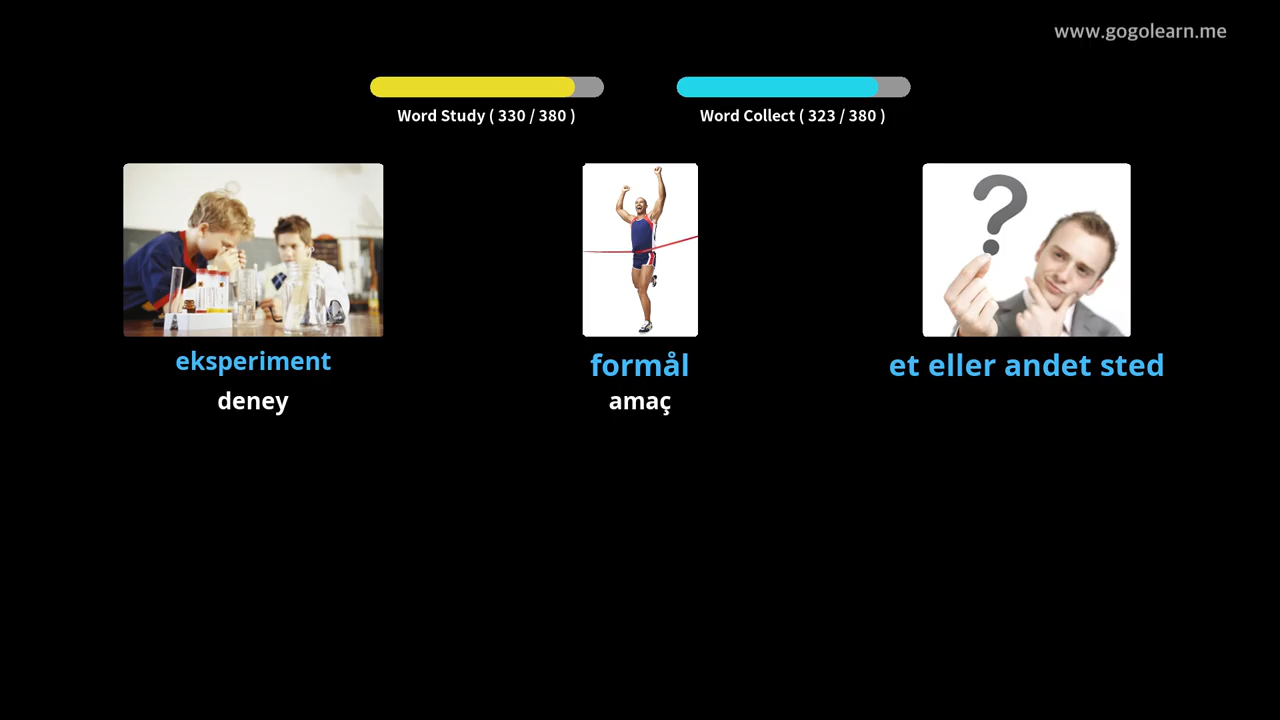 www.gogolearn.me
Word Study ( 330 / 380 )
Word Collect ( 323 / 380 )
eksperiment
deney
formål
amaç
et eller andet sted